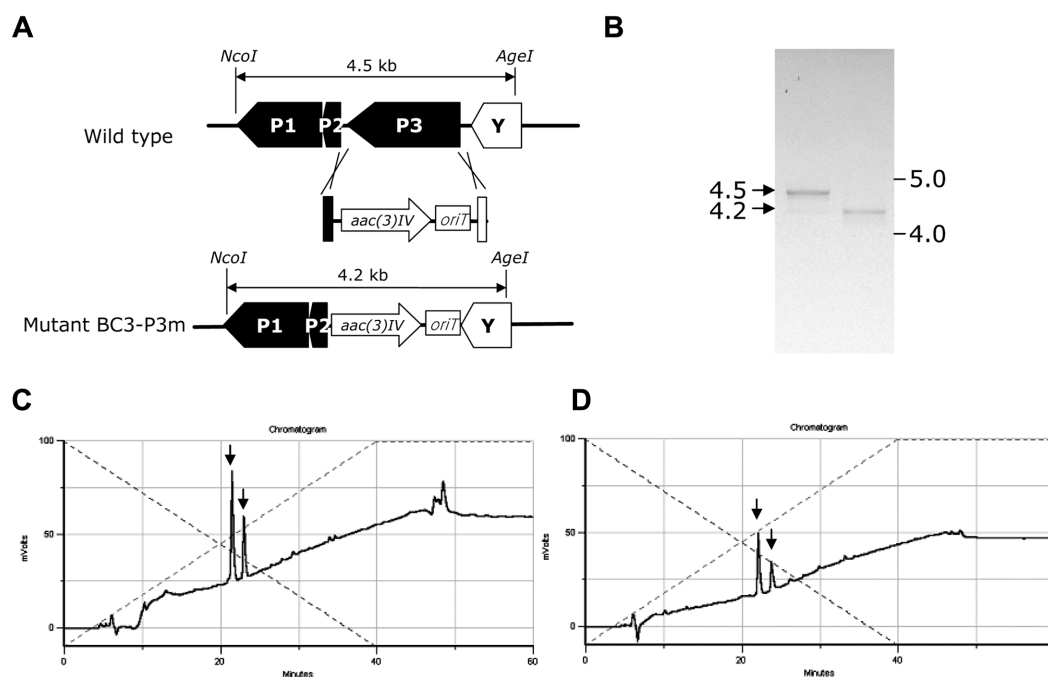 A
NcoI
AgeI
4.5 kb
Wild type
P1
P2
P3
Y
aac(3)IV
oriT
NcoI
AgeI
4.2 kb
Mutant BC3-P3m
P1
P2
aac(3)IV
oriT
Y
B
4.5
4.2
5.0
4.0
C
Chromatogram
100
50
0
mVolts
0
20
40
60
Minutes
D
Chromatogram
100
50
0
mVolts
0
20
40
Minutes